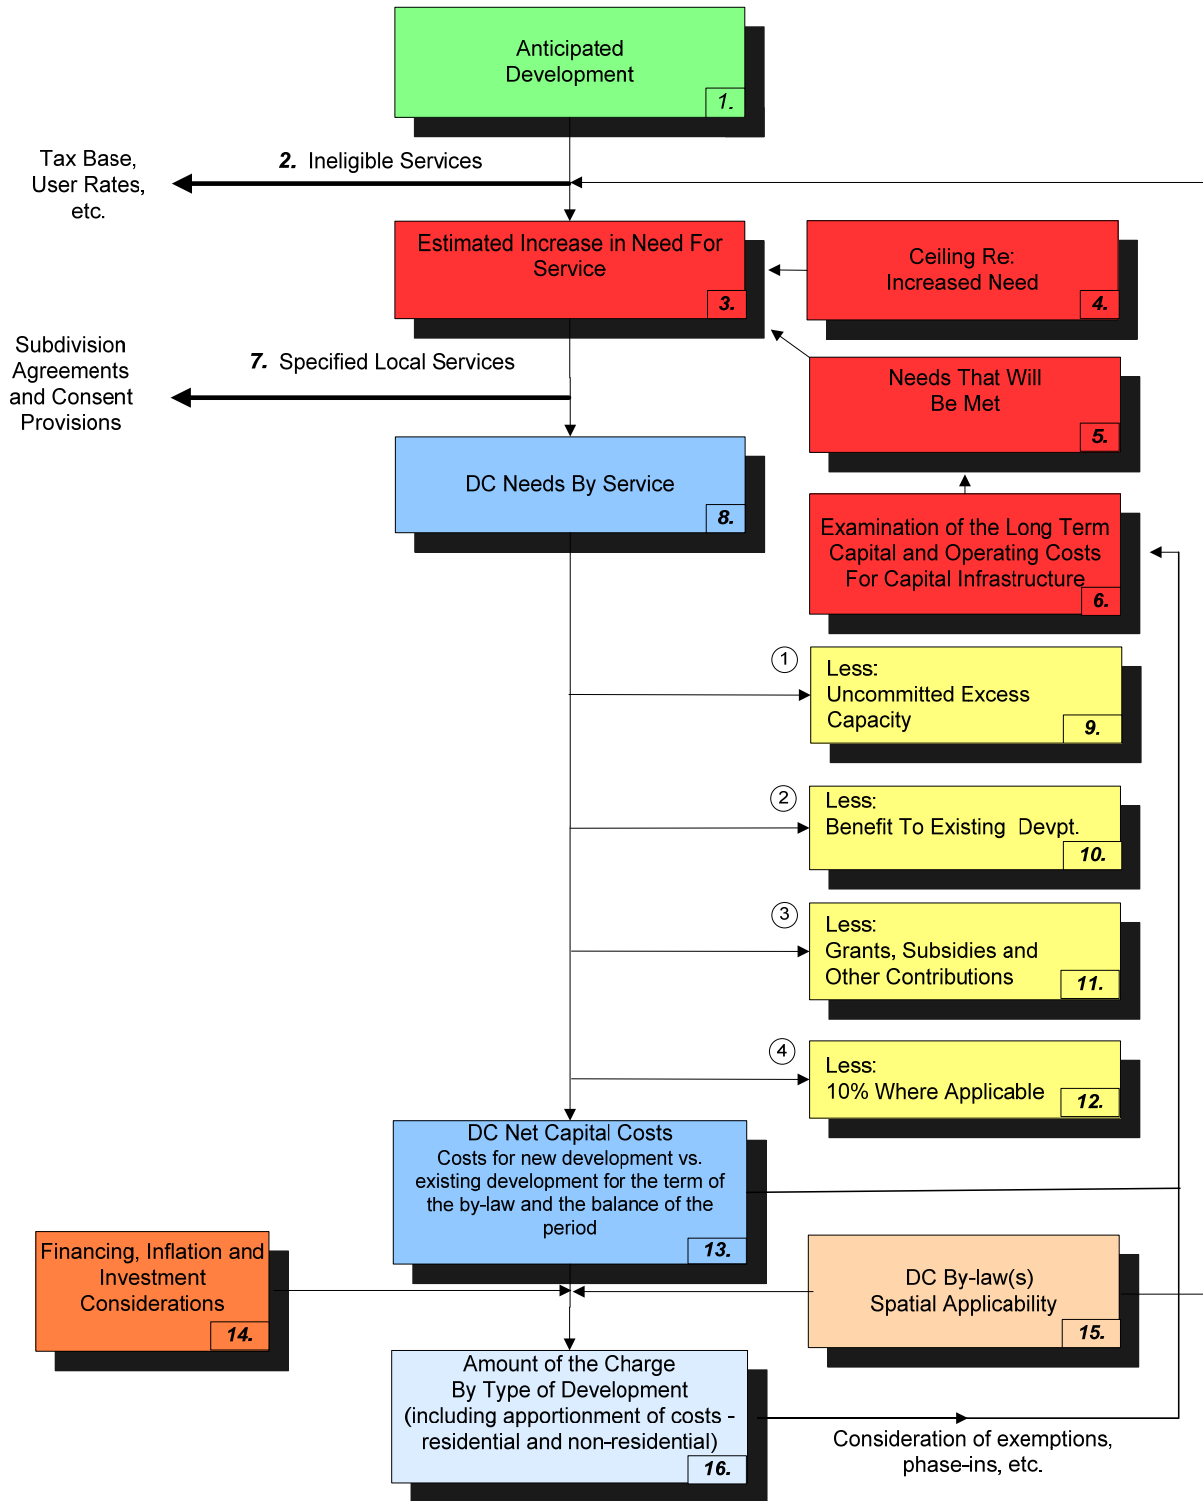 Anticipated
Development
1.
Tax Base,
User Rates,
etc.
2. Ineligible Services
Estimated Increase in Need For
Service
3.
Ceiling Re:
Increased Need
4.
Subdivision
Agreements
and Consent
Provisions
7. Specified Local Services
Needs That Will
Be Met
5.
DC Needs By Service
8.
Examination of the Long Term
Capital and Operating Costs
For Capital Infrastructure
6.
1
Less:
Uncommitted Excess
Capacity
9.
2
Less:
Benefit To Existing Devpt.
10.
3
Less:
Grants, Subsidies and
Other Contributions
11.
4
Less:
10% Where Applicable
12.
DC Net Capital Costs
Costs for new development vs.
existing development for the term of
the by-law and the balance of the
period
13.
Financing, Inflation and
Investment
Considerations
14.
DC By-law(s)
Spatial Applicability
15.
Amount of the Charge
By Type of Development
(including apportionment of costs -
residential and non-residential)
16.
Consideration of exemptions,
phase-ins, etc.